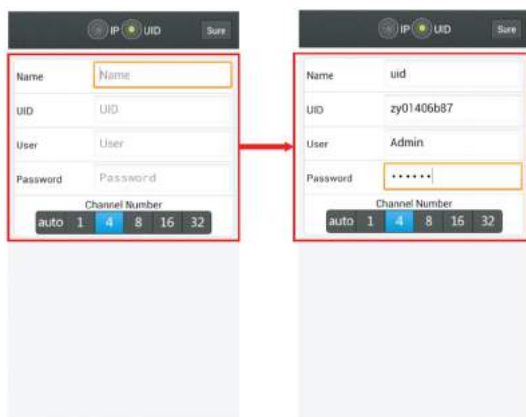 IP UID Sure
Name Name
UID UID
User User
Password Password
Channel Number
auto 1 4 8 16 32
IP UID Sure
Name uid
UID zy01406b87
User Admin
Password ••••••
Channel Number
auto 1 4 8 16 32